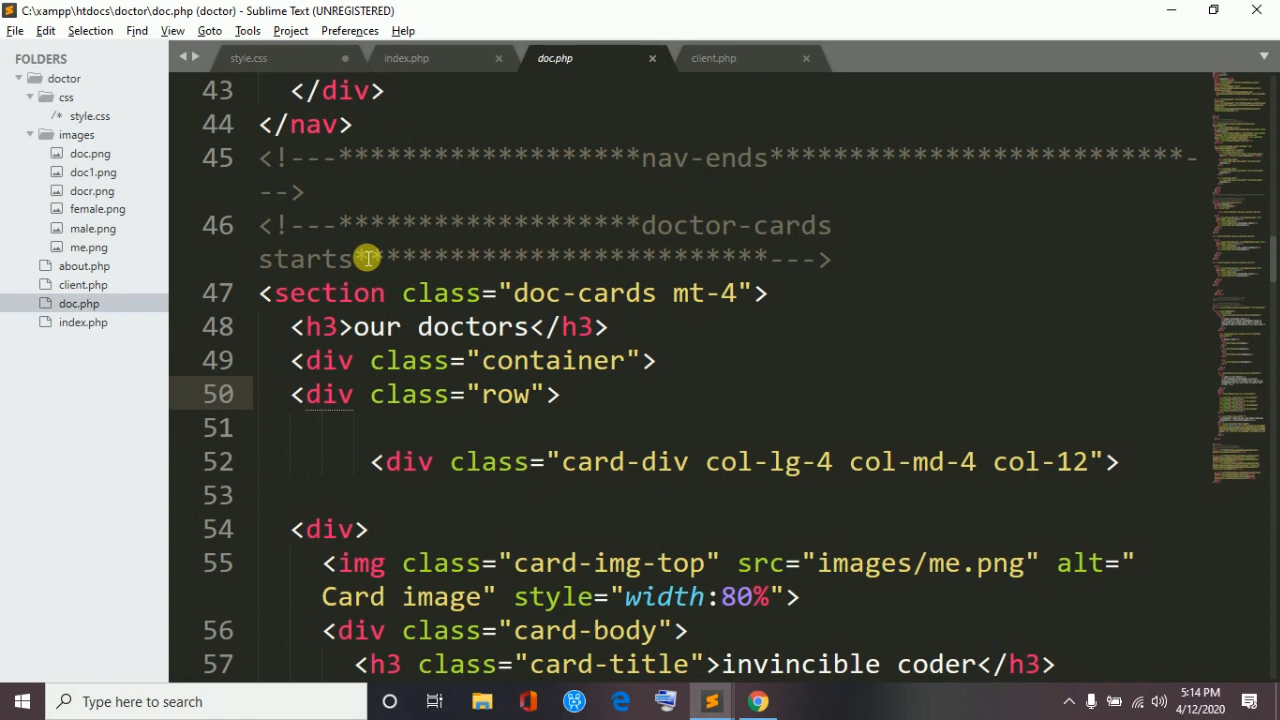 C:\xampp\htdocs\doctor\doc.php (doctor) - Sublime Text (UNREGISTERED)
File Edit Selection Find View Goto Tools Project Preferences Help
FOLDERS
doctor
css
/* style.css
images
doc.png
doc1.png
docr.png
female.png
male.png
me.png
about.php
client.php
doc.php
index.php
style.css index.php doc.php client.php
43 </div>
44 </nav>
45 <!---*******************nav-ends**************************-
-->
46 <!---*******************doctor-cards
starts**************************--->
47 <section class="doc-cards mt-4">
48 <h3>our doctors</h3>
49 <div class="container">
50 <div class="row">
51
52 <div class="card-div col-lg-4 col-md-4 col-12">
53
54 <div>
55 <img class="card-img-top" src="images/me.png" alt="
Card image" style="width:80%">
56 <div class="card-body">
57 <h3 class="card-title">invincible coder</h3>
Type here to search
5:14 PM
4/12/2020